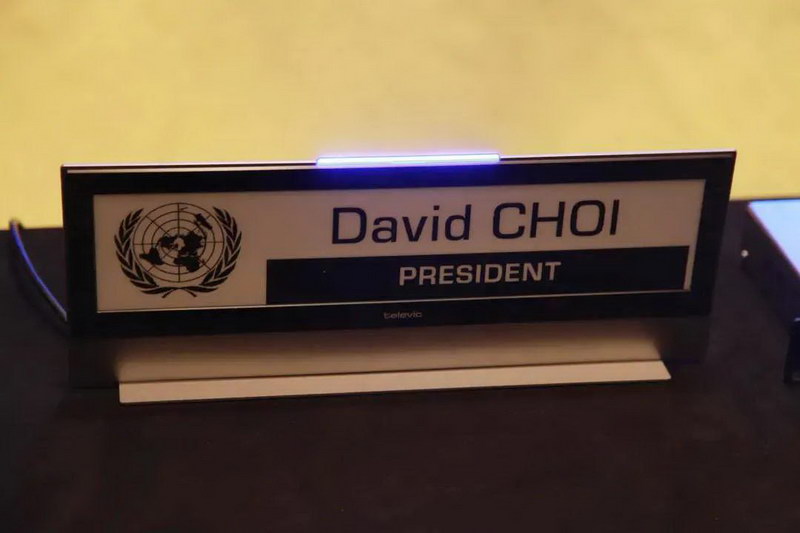 David CHOI
PRESIDENT
televic